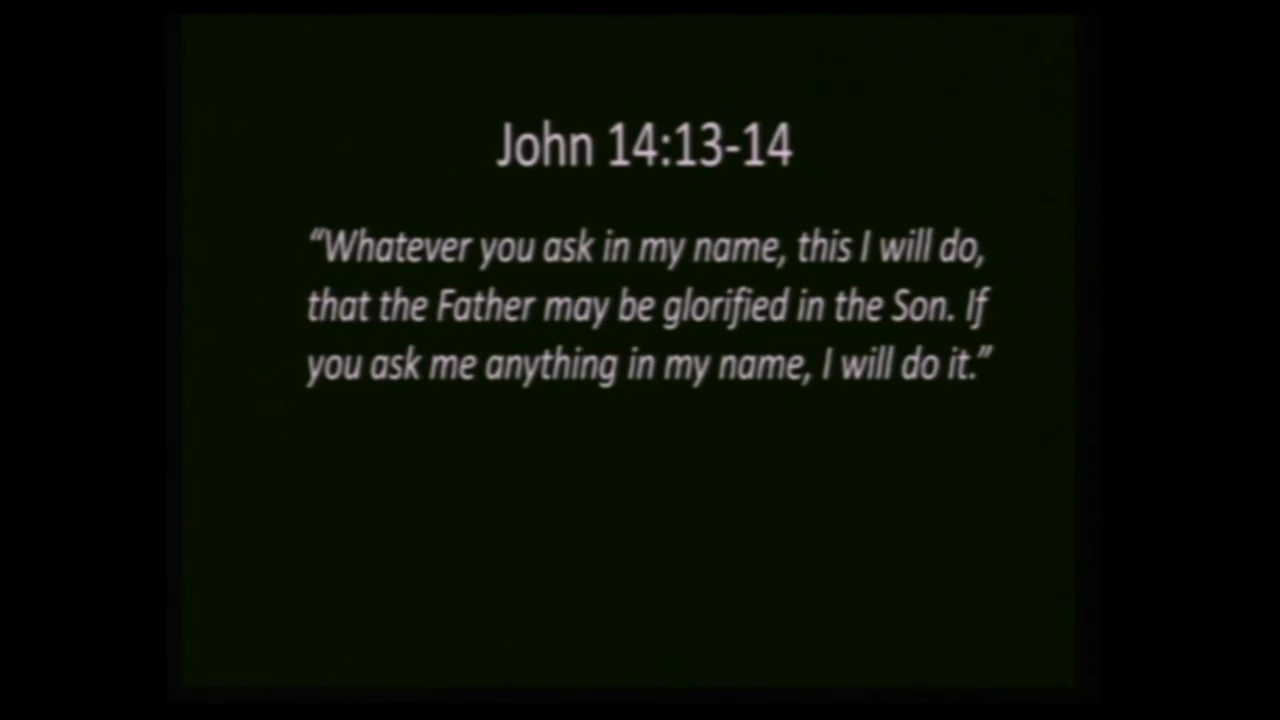 John 14:13-14
“Whatever you ask in my name, this I will do,
that the Father may be glorified in the Son. If
you ask me anything in my name, I will do it.”